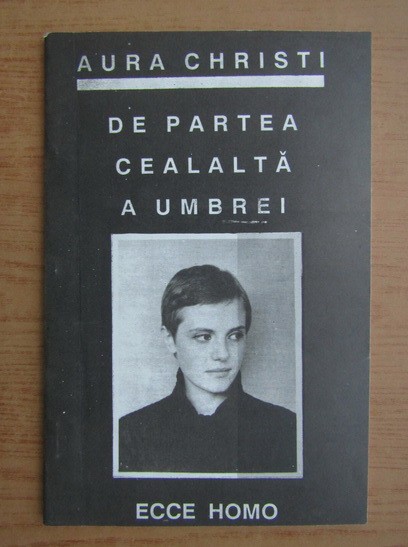 AURA CHRISTI
DE PARTEA
CEALALTĂ
A UMBREI
ECCE HOMO